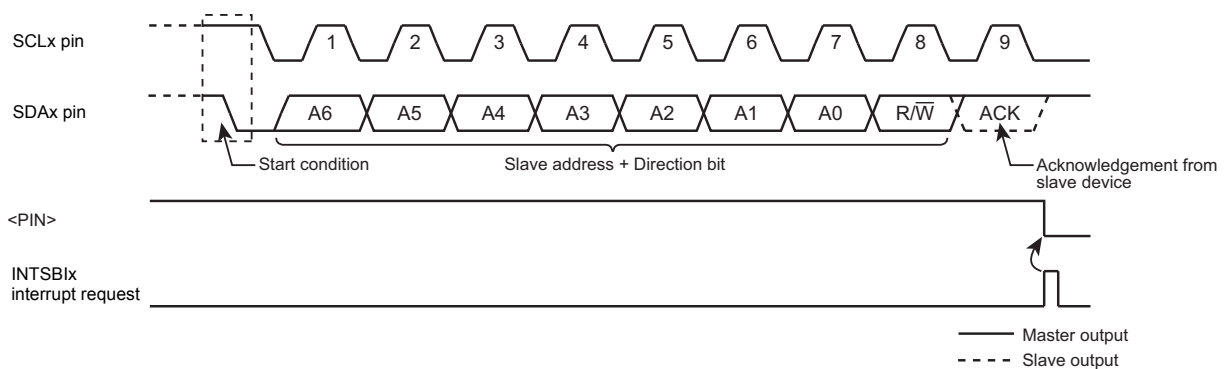 SCLx pin
1 2 3 4 5 6 7 8 9
SDAx pin
A6 A5 A4 A3 A2 A1 A0 R/W̅ ACK
Start condition
Slave address + Direction bit
Acknowledgement from
slave device
<PIN>
INTSBIx
interrupt request
Master output
Slave output